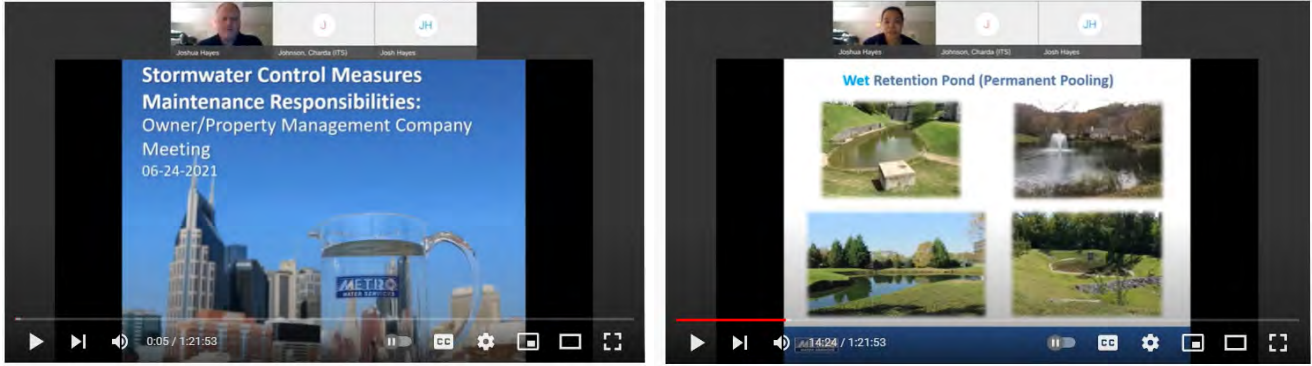 J
JH
Joshua Hayes
Johnson, Charda (ITS)
Josh Hayes
Stormwater Control Measures
Maintenance Responsibilities:
Owner/Property Management Company
Meeting
06-24-2021
METRO
WATER SERVICES
0:05 / 1:21:53
CC
J
JH
Joshua Hayes
Johnson, Charda (ITS)
Josh Hayes
Wet Retention Pond (Permanent Pooling)
METRO
14:24 / 1:21:53
CC